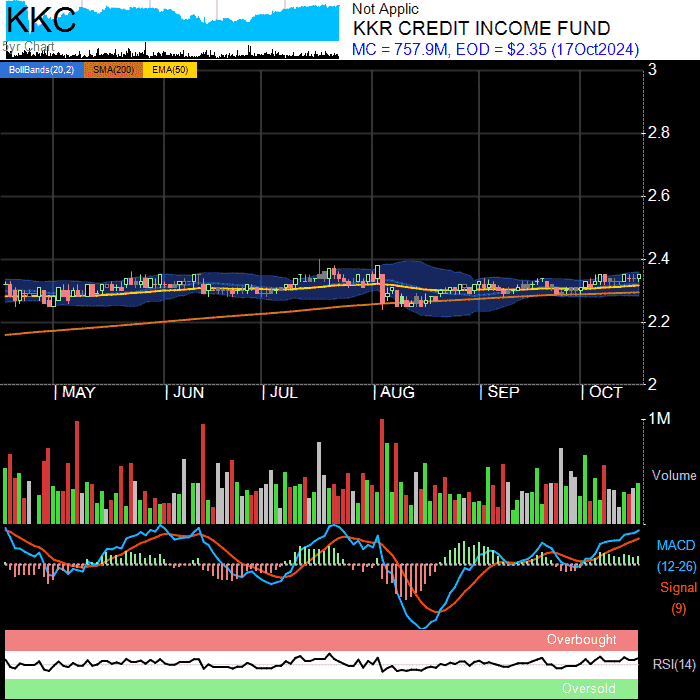 KKC
5yr Chart
Not Applic
KKR CREDIT INCOME FUND
MC = 757.9M, EOD = $2.35 (17Oct2024)
BollBands(20,2) SMA(200) EMA(50)
3
2.8
2.6
2.4
2.2
2
MAY JUN JUL AUG SEP OCT
1M
Volume
MACD
(12-26)
Signal
(9)
Overbought
RSI(14)
Oversold